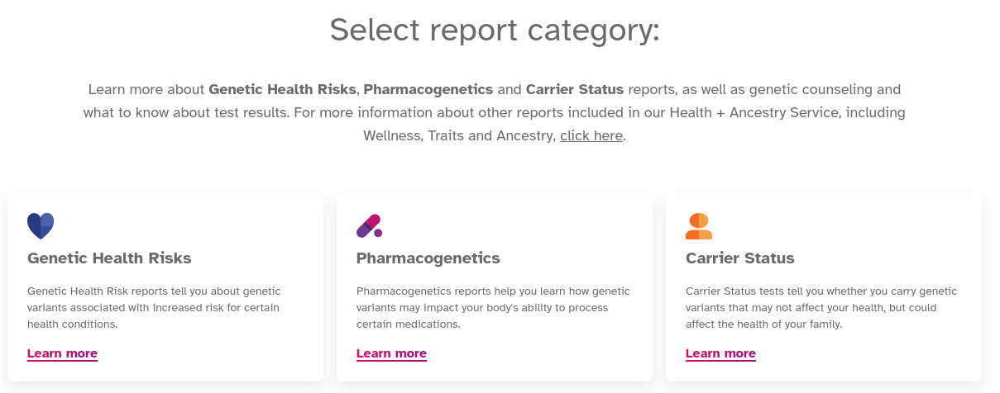 Select report category:
Learn more about Genetic Health Risks, Pharmacogenetics and Carrier Status reports, as well as genetic counseling and
what to know about test results. For more information about other reports included in our Health + Ancestry Service, including
Wellness, Traits and Ancestry, click here.
Genetic Health Risks
Genetic Health Risk reports tell you about genetic
variants associated with increased risk for certain
health conditions.
Learn more
Pharmacogenetics
Pharmacogenetics reports help you learn how genetic
variants may impact your body's ability to process
certain medications.
Learn more
Carrier Status
Carrier Status tests tell you whether you carry genetic
variants that may not affect your health, but could
affect the health of your family.
Learn more